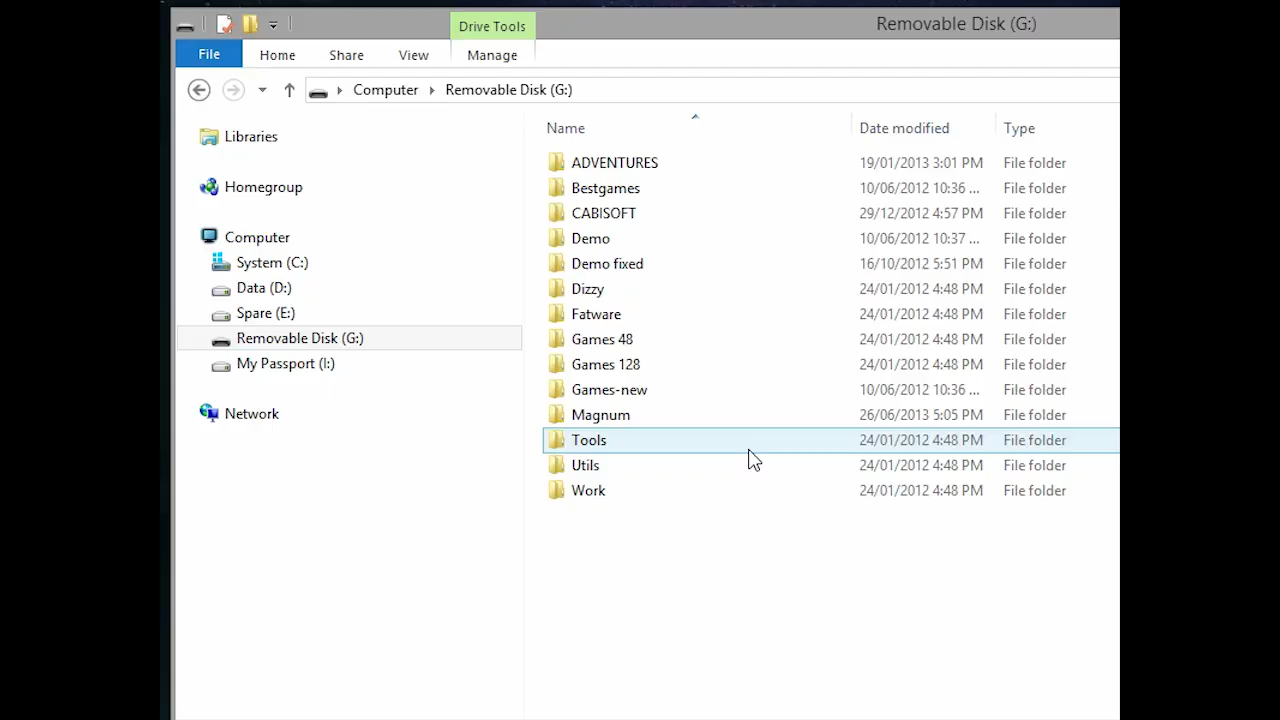 Drive Tools
Removable Disk (G:)
File Home Share View Manage
Computer Removable Disk (G:)
Libraries
Homegroup
Computer
System (C:)
Data (D:)
Spare (E:)
Removable Disk (G:)
My Passport (I:)
Network
Name Date modified Type
ADVENTURES 19/01/2013 3:01 PM File folder
Bestgames 10/06/2012 10:36 ... File folder
CABISOFT 29/12/2012 4:57 PM File folder
Demo 10/06/2012 10:37 ... File folder
Demo fixed 16/10/2012 5:51 PM File folder
Dizzy 24/01/2012 4:48 PM File folder
Fatware 24/01/2012 4:48 PM File folder
Games 48 24/01/2012 4:48 PM File folder
Games 128 24/01/2012 4:48 PM File folder
Games-new 10/06/2012 10:36 ... File folder
Magnum 26/06/2013 5:05 PM File folder
Tools 24/01/2012 4:48 PM File folder
Utils 24/01/2012 4:48 PM File folder
Work 24/01/2012 4:48 PM File folder